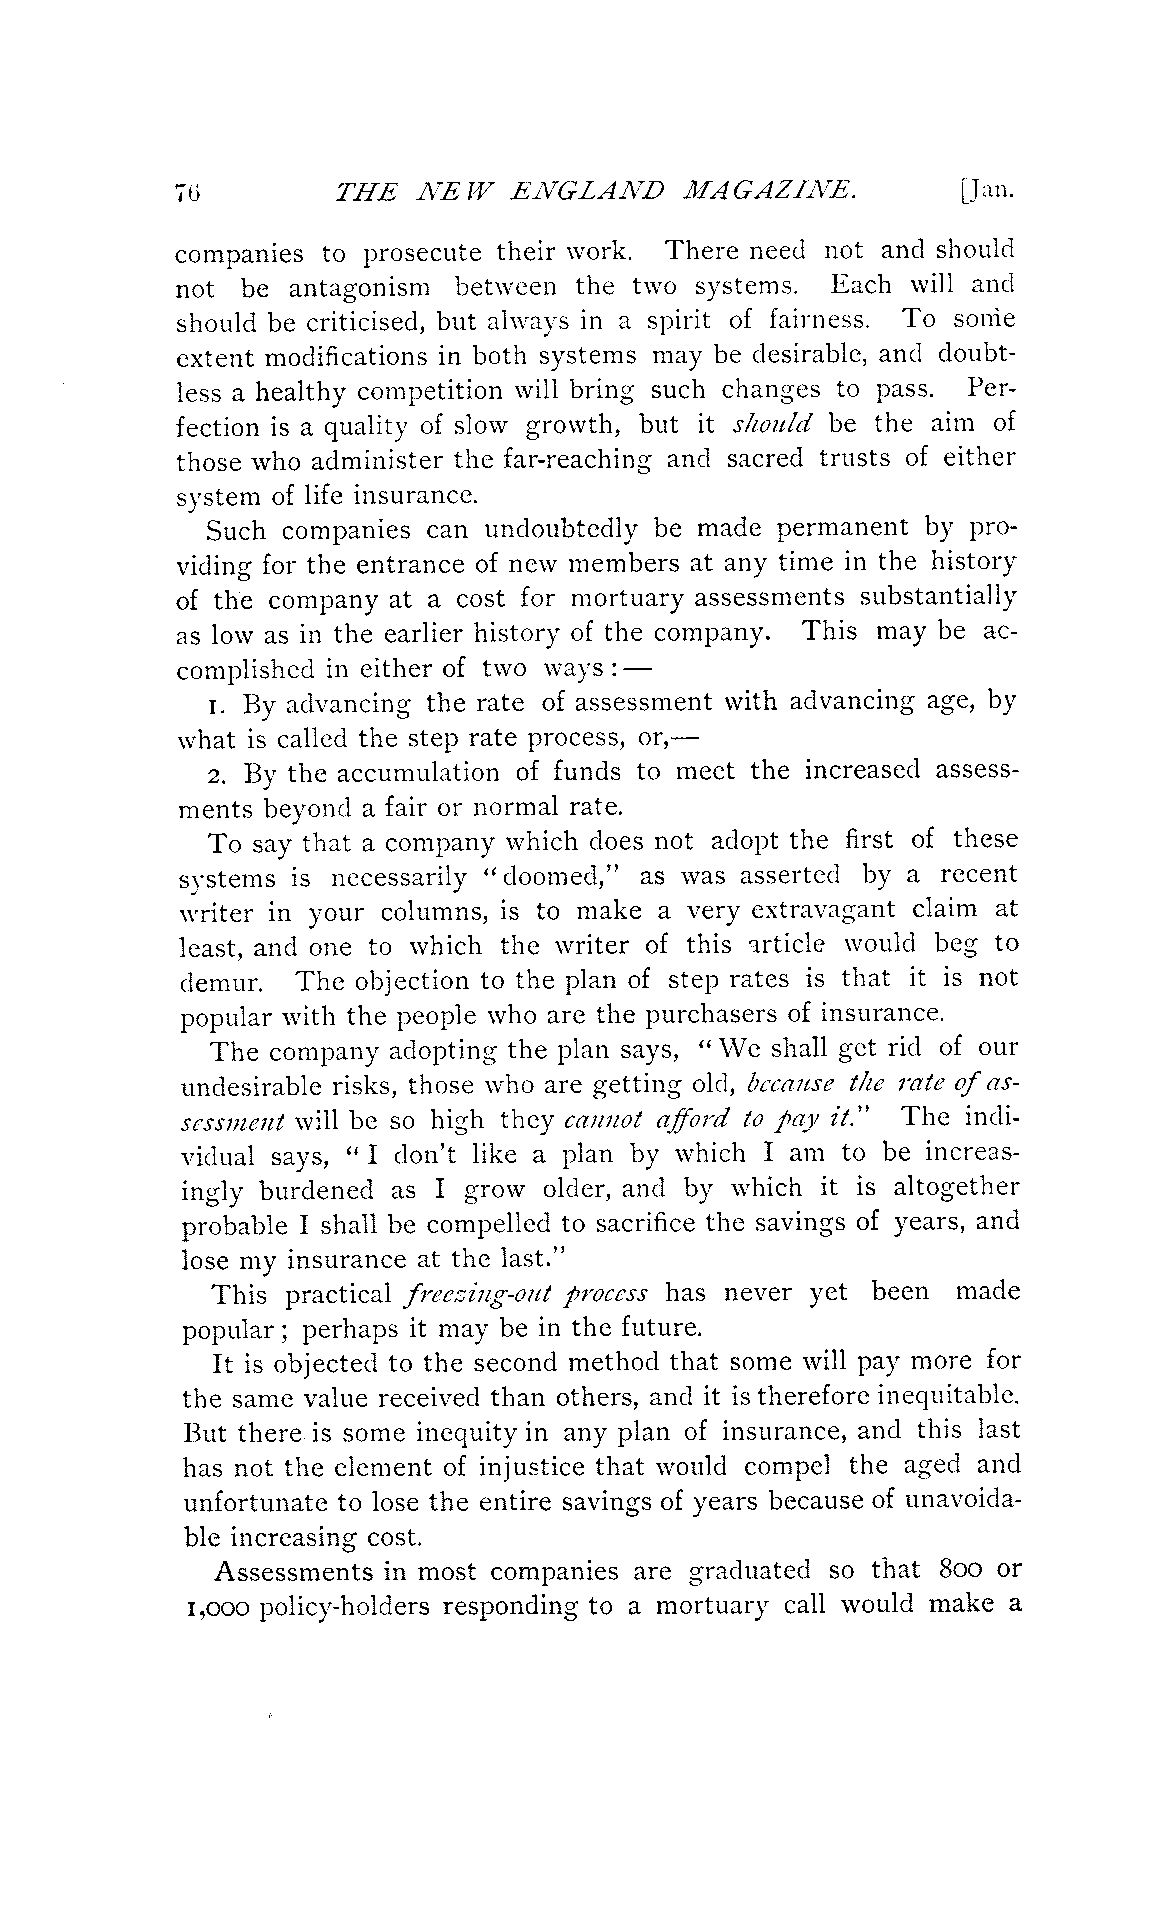 76 THE NEW ENGLAND MAGAZINE. [Jan.
companies to prosecute their work. There need not and should
not be antagonism between the two systems. Each will and
should be criticised, but always in a spirit of fairness. To some
extent modifications in both systems may be desirable, and doubt-
less a healthy competition will bring such changes to pass. Per-
fection is a quality of slow growth, but it should be the aim of
those who administer the far-reaching and sacred trusts of either
system of life insurance.
Such companies can undoubtedly be made permanent by pro-
viding for the entrance of new members at any time in the history
of the company at a cost for mortuary assessments substantially
as low as in the earlier history of the company. This may be ac-
complished in either of two ways: —
1. By advancing the rate of assessment with advancing age, by
what is called the step rate process, or,—
2. By the accumulation of funds to meet the increased assess-
ments beyond a fair or normal rate.
To say that a company which does not adopt the first of these
systems is necessarily "doomed," as was asserted by a recent
writer in your columns, is to make a very extravagant claim at
least, and one to which the writer of this article would beg to
demur. The objection to the plan of step rates is that it is not
popular with the people who are the purchasers of insurance.
The company adopting the plan says, "We shall get rid of our
undesirable risks, those who are getting old, because the rate of as-
sessment will be so high they cannot afford to pay it." The indi-
vidual says, "I don't like a plan by which I am to be increas-
ingly burdened as I grow older, and by which it is altogether
probable I shall be compelled to sacrifice the savings of years, and
lose my insurance at the last."
This practical freezing-out process has never yet been made
popular; perhaps it may be in the future.
It is objected to the second method that some will pay more for
the same value received than others, and it is therefore inequitable.
But there is some inequity in any plan of insurance, and this last
has not the element of injustice that would compel the aged and
unfortunate to lose the entire savings of years because of unavoida-
ble increasing cost.
Assessments in most companies are graduated so that 800 or
1,000 policy-holders responding to a mortuary call would make a